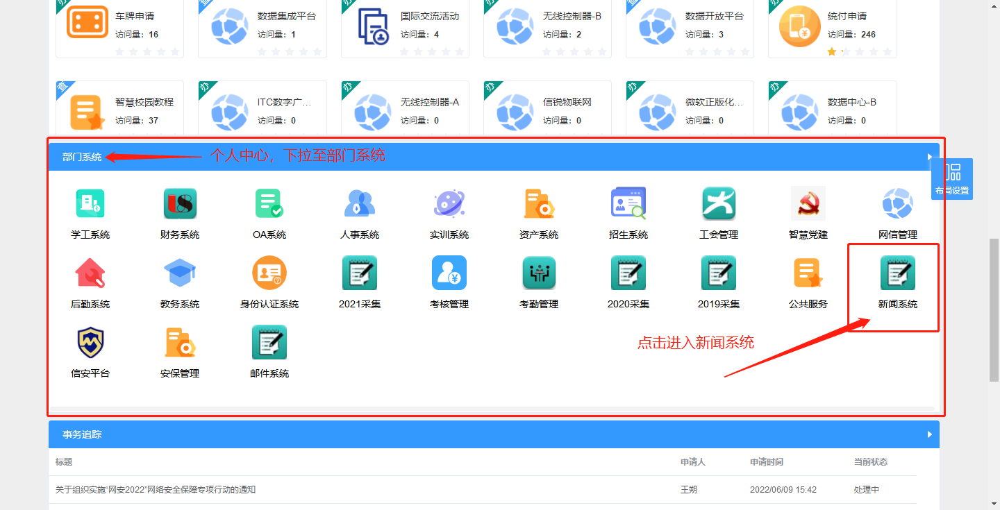 办 查 办 办 查 办
车牌申请 数据集成平台 国际交流活动 无线控制器-B 数据开放平台 统付申请
访问量：16 访问量：1 访问量：4 访问量：2 访问量：3 访问量：246
查 办 办 办 办 办
智慧校园教程 ITC数字广... 无线控制器-A 信锐物联网 微软正版化... 数据中心-B
访问量：37 访问量：0 访问量：0 访问量：0 访问量：0 访问量：0
部门系统 个人中心，下拉至部门系统
布局设置
学工系统 财务系统 OA系统 人事系统 实训系统 资产系统 招生系统 工会管理 智慧党建 网信管理
后勤系统 教务系统 身份认证系统 2021采集 考核管理 考勤管理 2020采集 2019采集 公共服务 新闻系统
点击进入新闻系统
信安平台 安保管理 邮件系统
事务追踪
标题 申请人 申请时间 当前状态
关于组织实施“网安2022”网络安全保障专项行动的通知 王朔 2022/06/09 15:42 处理中